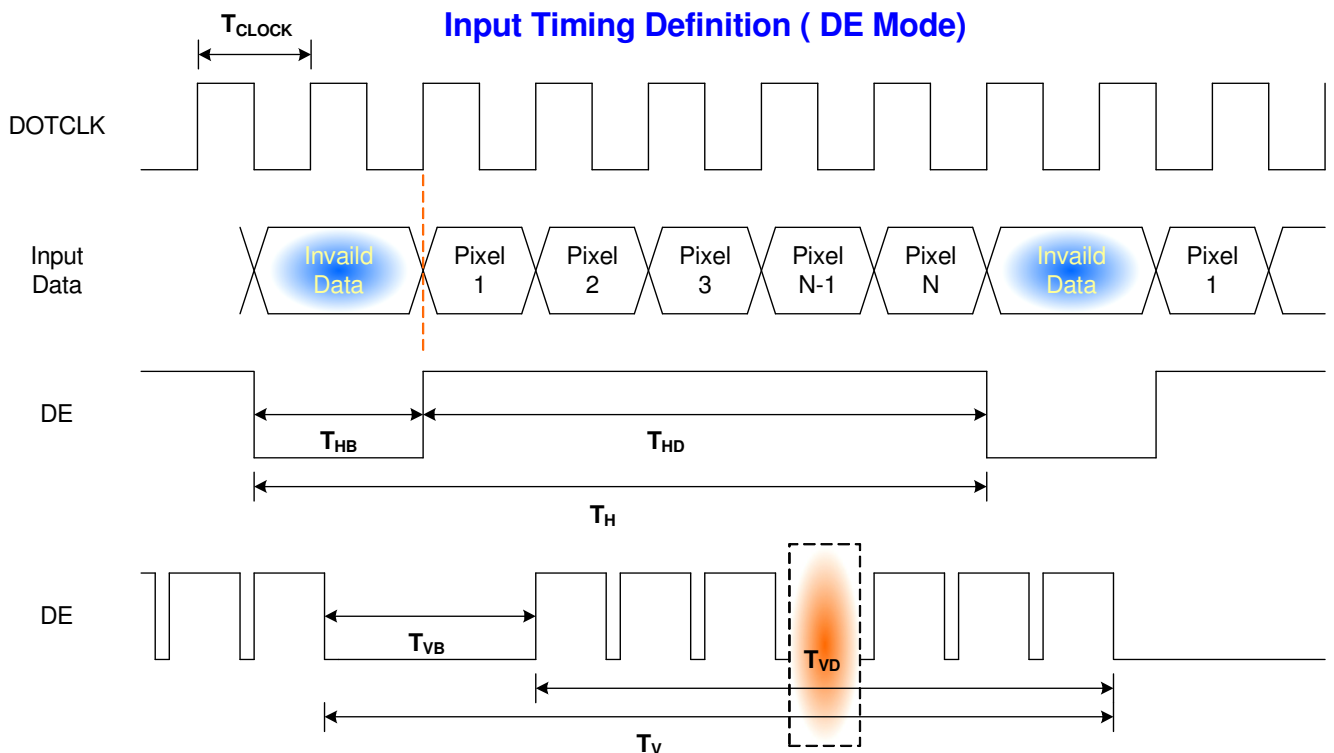 Input Timing Definition ( DE Mode)
TCLOCK
DOTCLK
Input
Data
Invaild
Data
Pixel
1
Pixel
2
Pixel
3
Pixel
N-1
Pixel
N
Invaild
Data
Pixel
1
DE
THB
THD
TH
DE
TVB
TVD
TV